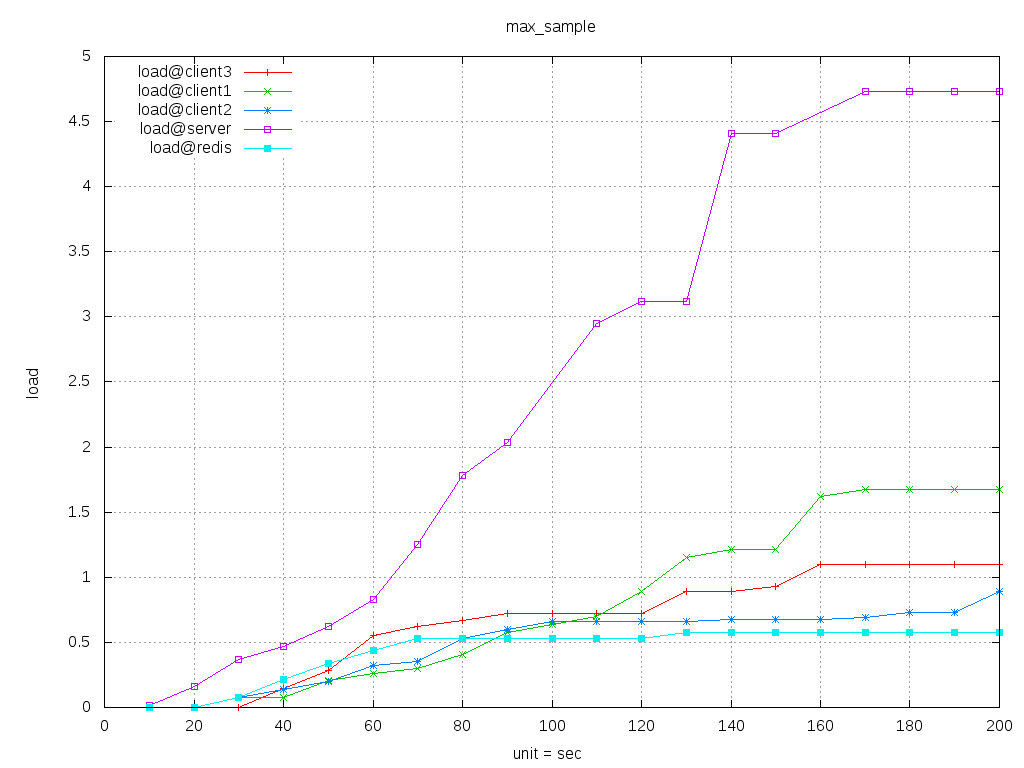 max_sample
load@client3
load@client1
load@client2
load@server
load@redis
5
4.5
4
3.5
3
2.5
2
1.5
1
0.5
0
load
0 20 40 60 80 100 120 140 160 180 200
unit = sec